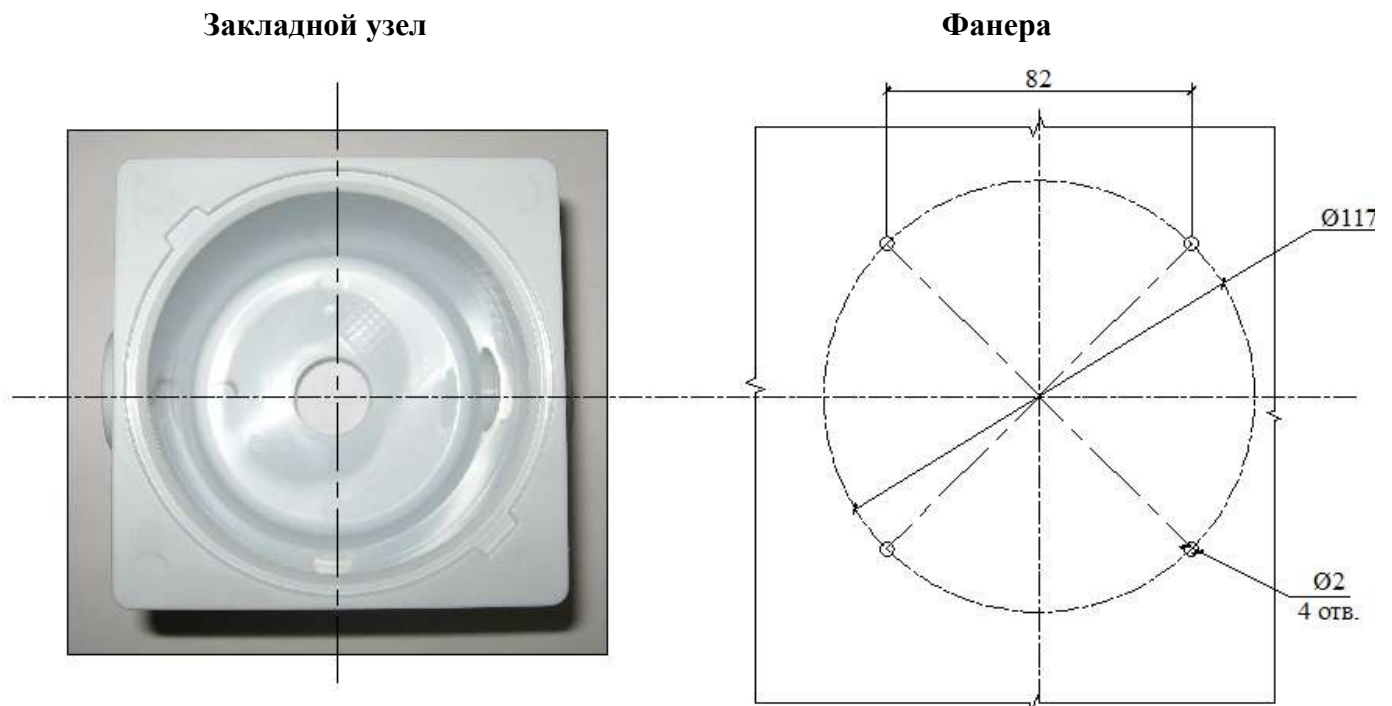 Закладной узел
Фанера
82
Ø117
Ø2
4 отв.